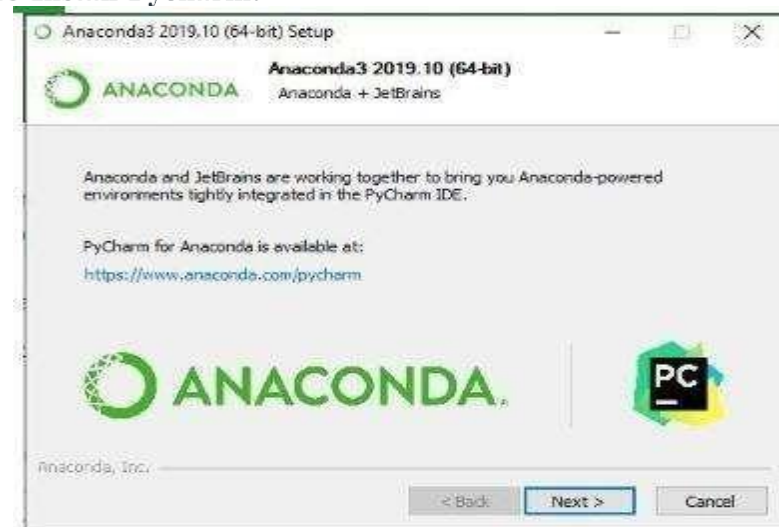 Anaconda3 2019.10 (64-bit) Setup
ANACONDA
Anaconda3 2019.10 (64-bit)
Anaconda + JetBrains
Anaconda and JetBrains are working together to bring you Anaconda-powered
environments tightly integrated in the PyCharm IDE.
PyCharm for Anaconda is available at:
https://www.anaconda.com/pycharm
ANACONDA.
PC
Anaconda, Inc.
< Back
Next >
Cancel